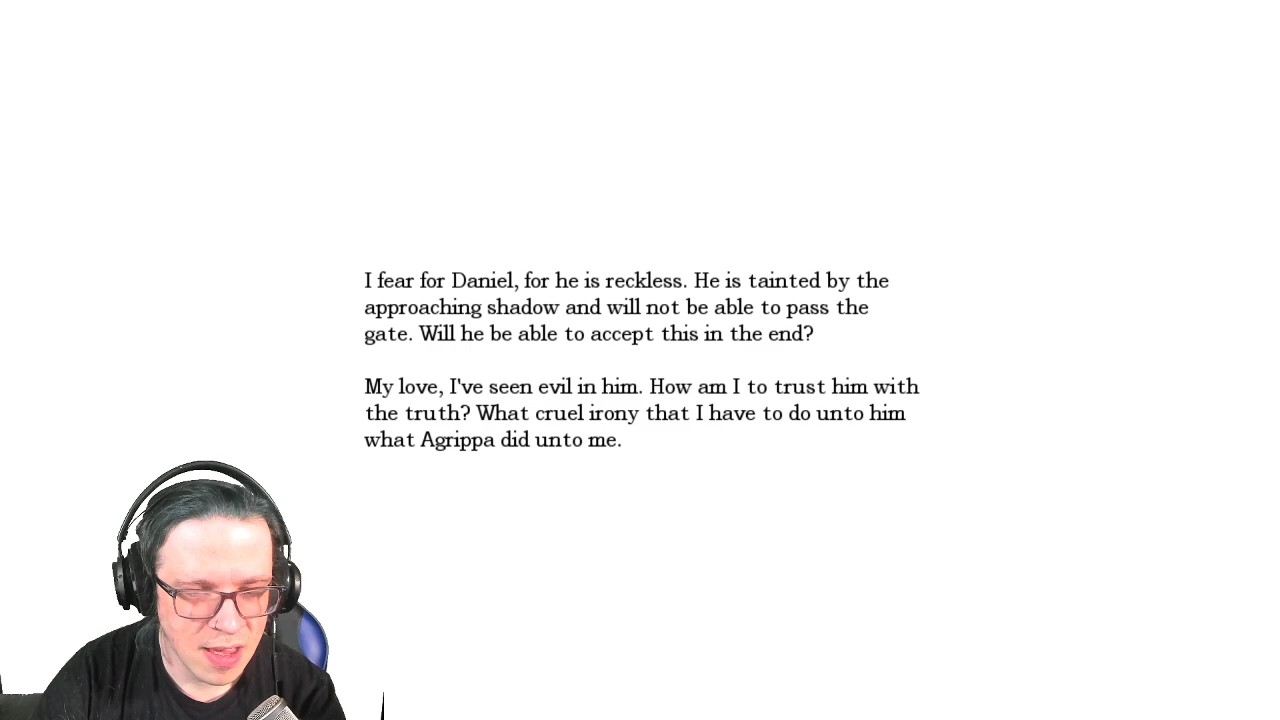 I fear for Daniel, for he is reckless. He is tainted by the
approaching shadow and will not be able to pass the
gate. Will he be able to accept this in the end?
My love, I've seen evil in him. How am I to trust him with
the truth? What cruel irony that I have to do unto him
what Agrippa did unto me.